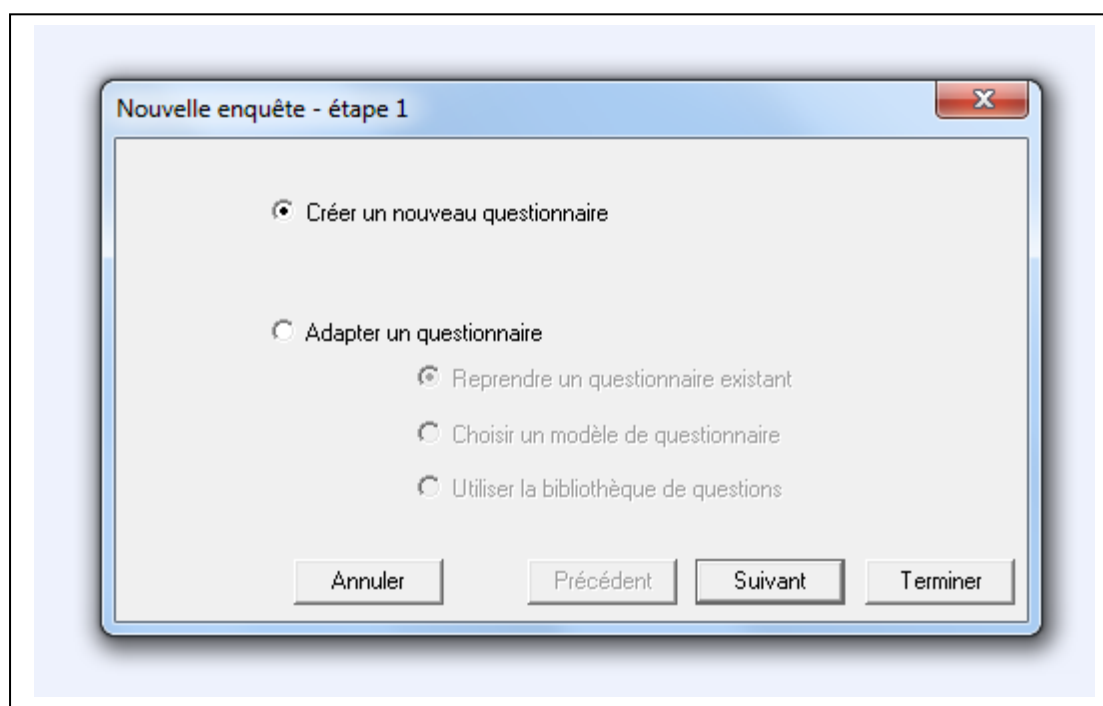 Nouvelle enquête - étape 1
Créer un nouveau questionnaire
Adapter un questionnaire
Reprendre un questionnaire existant
Choisir un modèle de questionnaire
Utiliser la bibliothèque de questions
Annuler Précédent Suivant Terminer